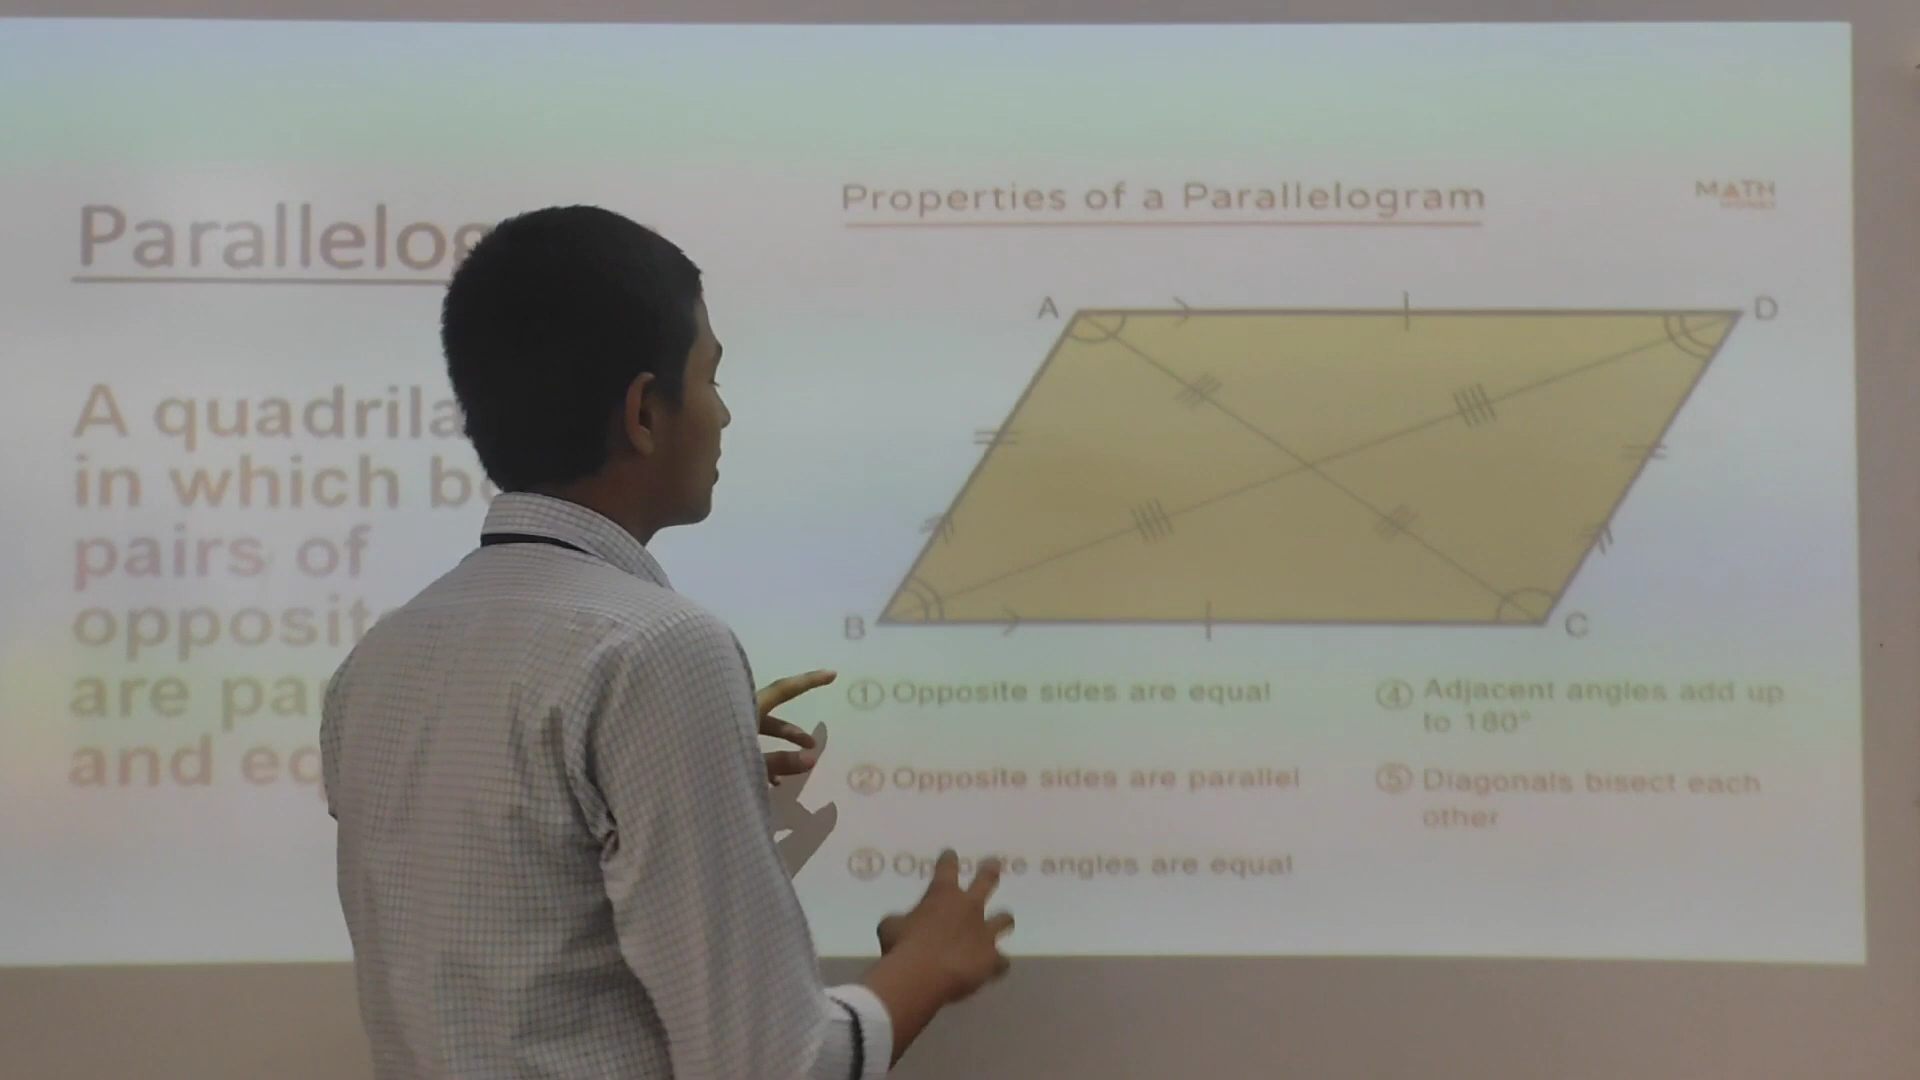 Parallelog
A quadrila
in which bo
pairs of
opposit
are pa
and eq
Properties of a Parallelogram
MATH
A
D
B
C
① Opposite sides are equal
② Opposite sides are parallel
③ Opposite angles are equal
④ Adjacent angles add up
to 180°
⑤ Diagonals bisect each
other